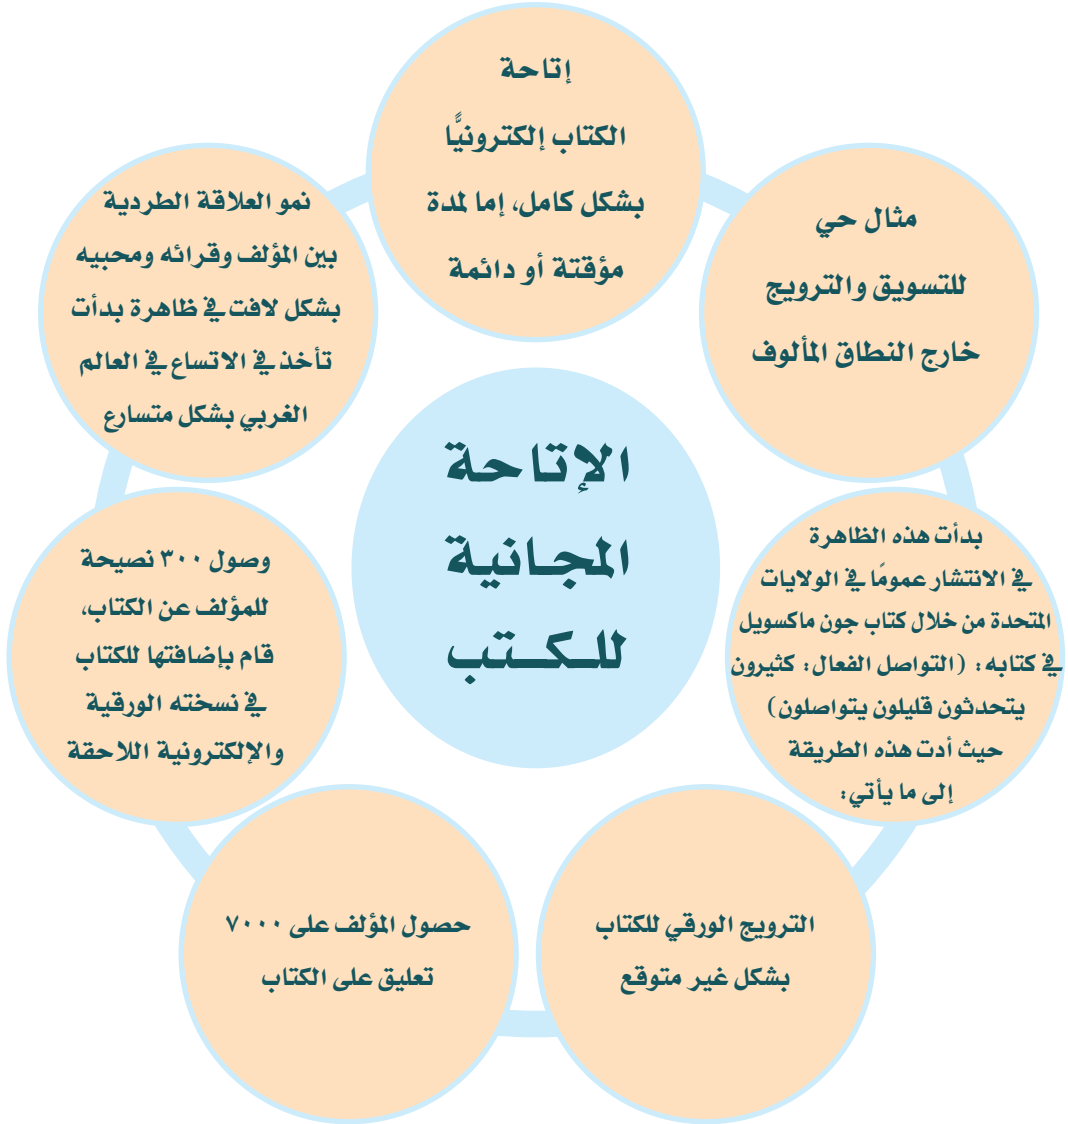 إتاحة
الكتاب إلكترونيًّا
بشكل كامل، إما لمدة
مؤقتة أو دائمة
مثال حي
للتسويق والترويج
خارج النطاق المألوف
بدأت هذه الظاهرة
في الانتشار عمومًا في الولايات
المتحدة من خلال كتاب جون ماكسويل
في كتابه: (التواصل الفعال: كثيرون
يتحدثون قليلون يتواصلون)
حيث أدت هذه الطريقة
إلى ما يأتي:
الترويج الورقي للكتاب
بشكل غير متوقع
حصول المؤلف على ٧٠٠٠
تعليق على الكتاب
وصول ٣٠٠ نصيحة
للمؤلف عن الكتاب،
قام بإضافتها للكتاب
في نسخته الورقية
والإلكترونية اللاحقة
نمو العلاقة الطردية
بين المؤلف وقرائه ومحبيه
بشكل لافت في ظاهرة بدأت
تأخذ في الاتساع في العالم
الغربي بشكل متسارع
الإتاحة
المجانية
للكتب